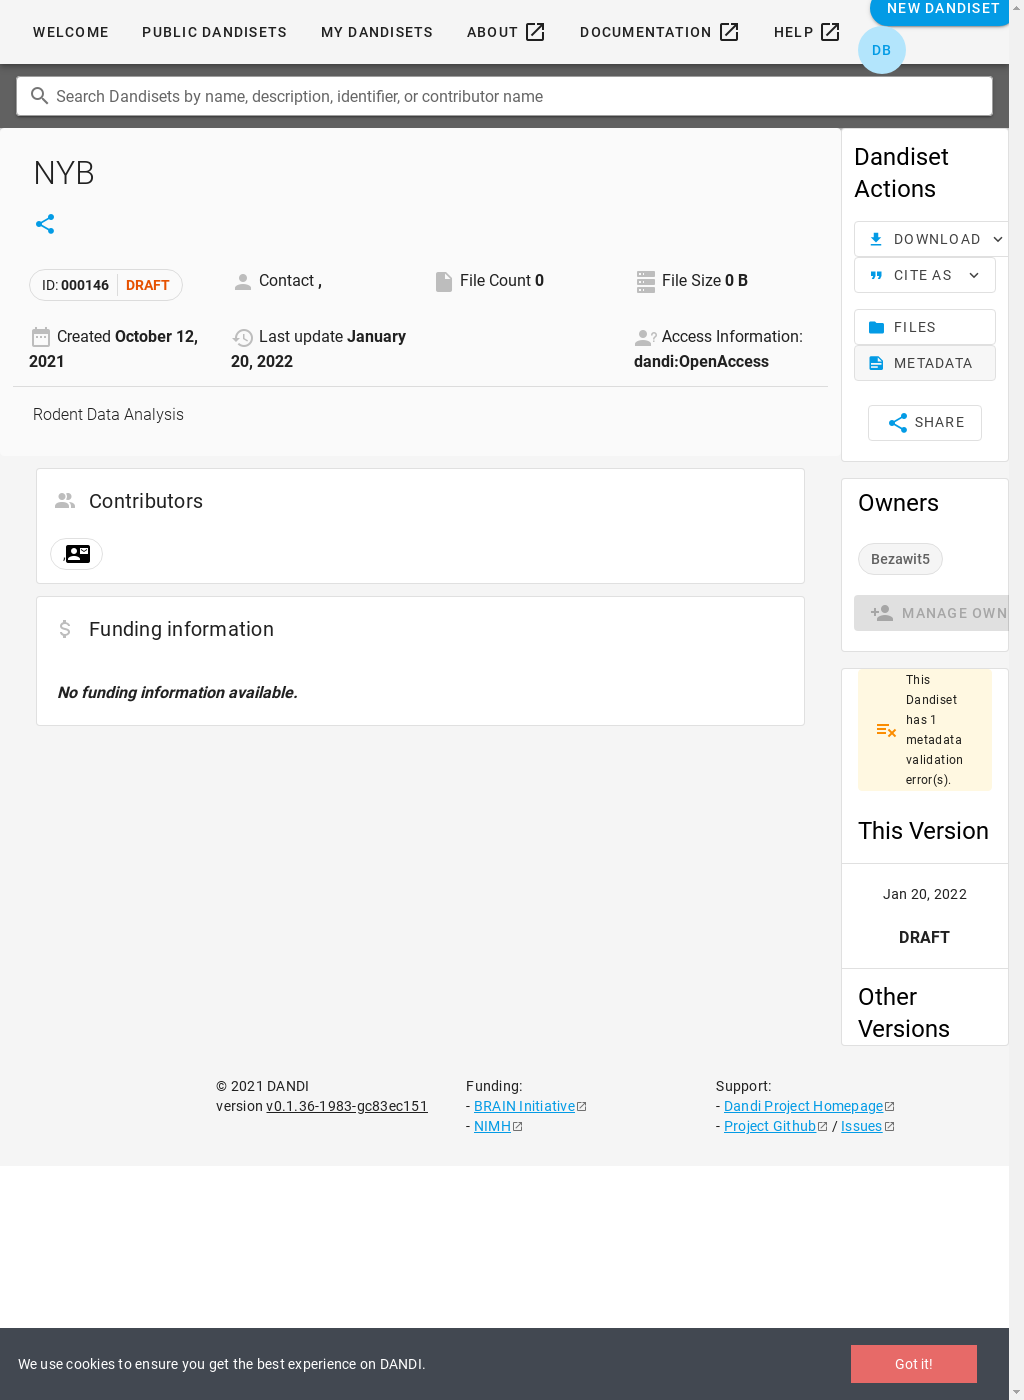 WELCOME PUBLIC DANDISETS MY DANDISETS ABOUT DOCUMENTATION HELP NEW DANDISET
DB
Search Dandisets by name, description, identifier, or contributor name
NYB
ID: 000146 DRAFT
Contact ,
File Count 0
File Size 0 B
Created October 12,
2021
Last update January
20, 2022
Access Information:
dandi:OpenAccess
Rodent Data Analysis
Contributors
,
Funding information
No funding information available.
Dandiset
Actions
DOWNLOAD
CITE AS
FILES
METADATA
SHARE
Owners
Bezawit5
MANAGE OWN
This
Dandiset
has 1
metadata
validation
error(s).
This Version
Jan 20, 2022
DRAFT
Other
Versions
© 2021 DANDI
version v0.1.36-1983-gc83ec151
Funding:
- BRAIN Initiative
- NIMH
Support:
- Dandi Project Homepage
- Project Github / Issues
We use cookies to ensure you get the best experience on DANDI.
Got it!